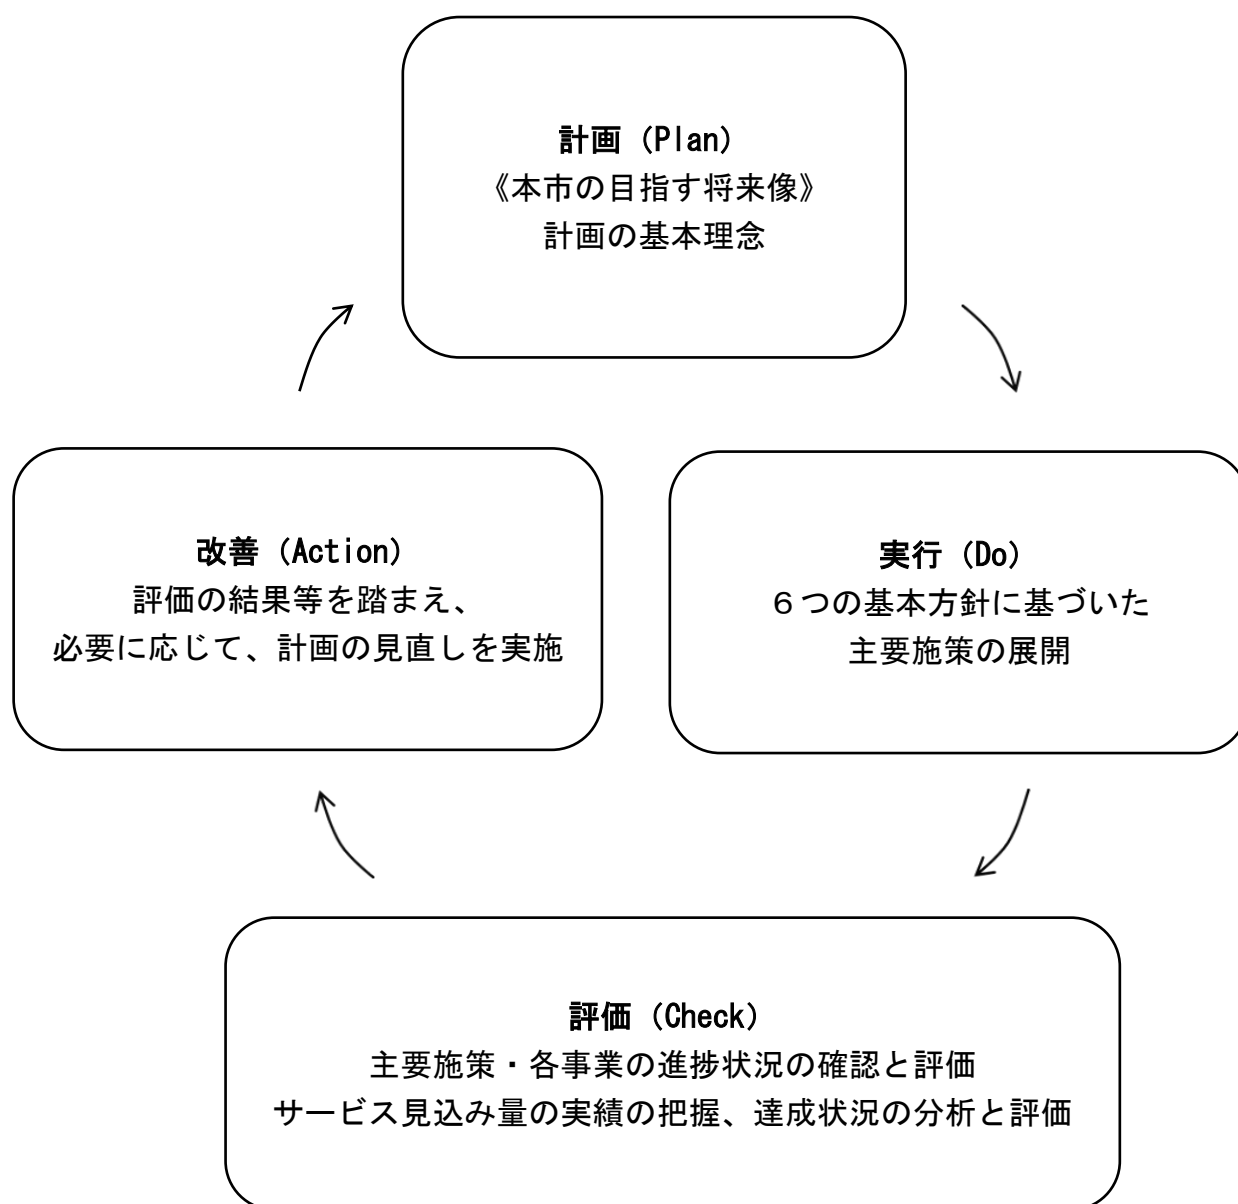 計画（Plan）
《本市の目指す将来像》
計画の基本理念
改善（Action）
評価の結果等を踏まえ、
必要に応じて、計画の見直しを実施
実行（Do）
６つの基本方針に基づいた
主要施策の展開
評価（Check）
主要施策・各事業の進捗状況の確認と評価
サービス見込み量の実績の把握、達成状況の分析と評価